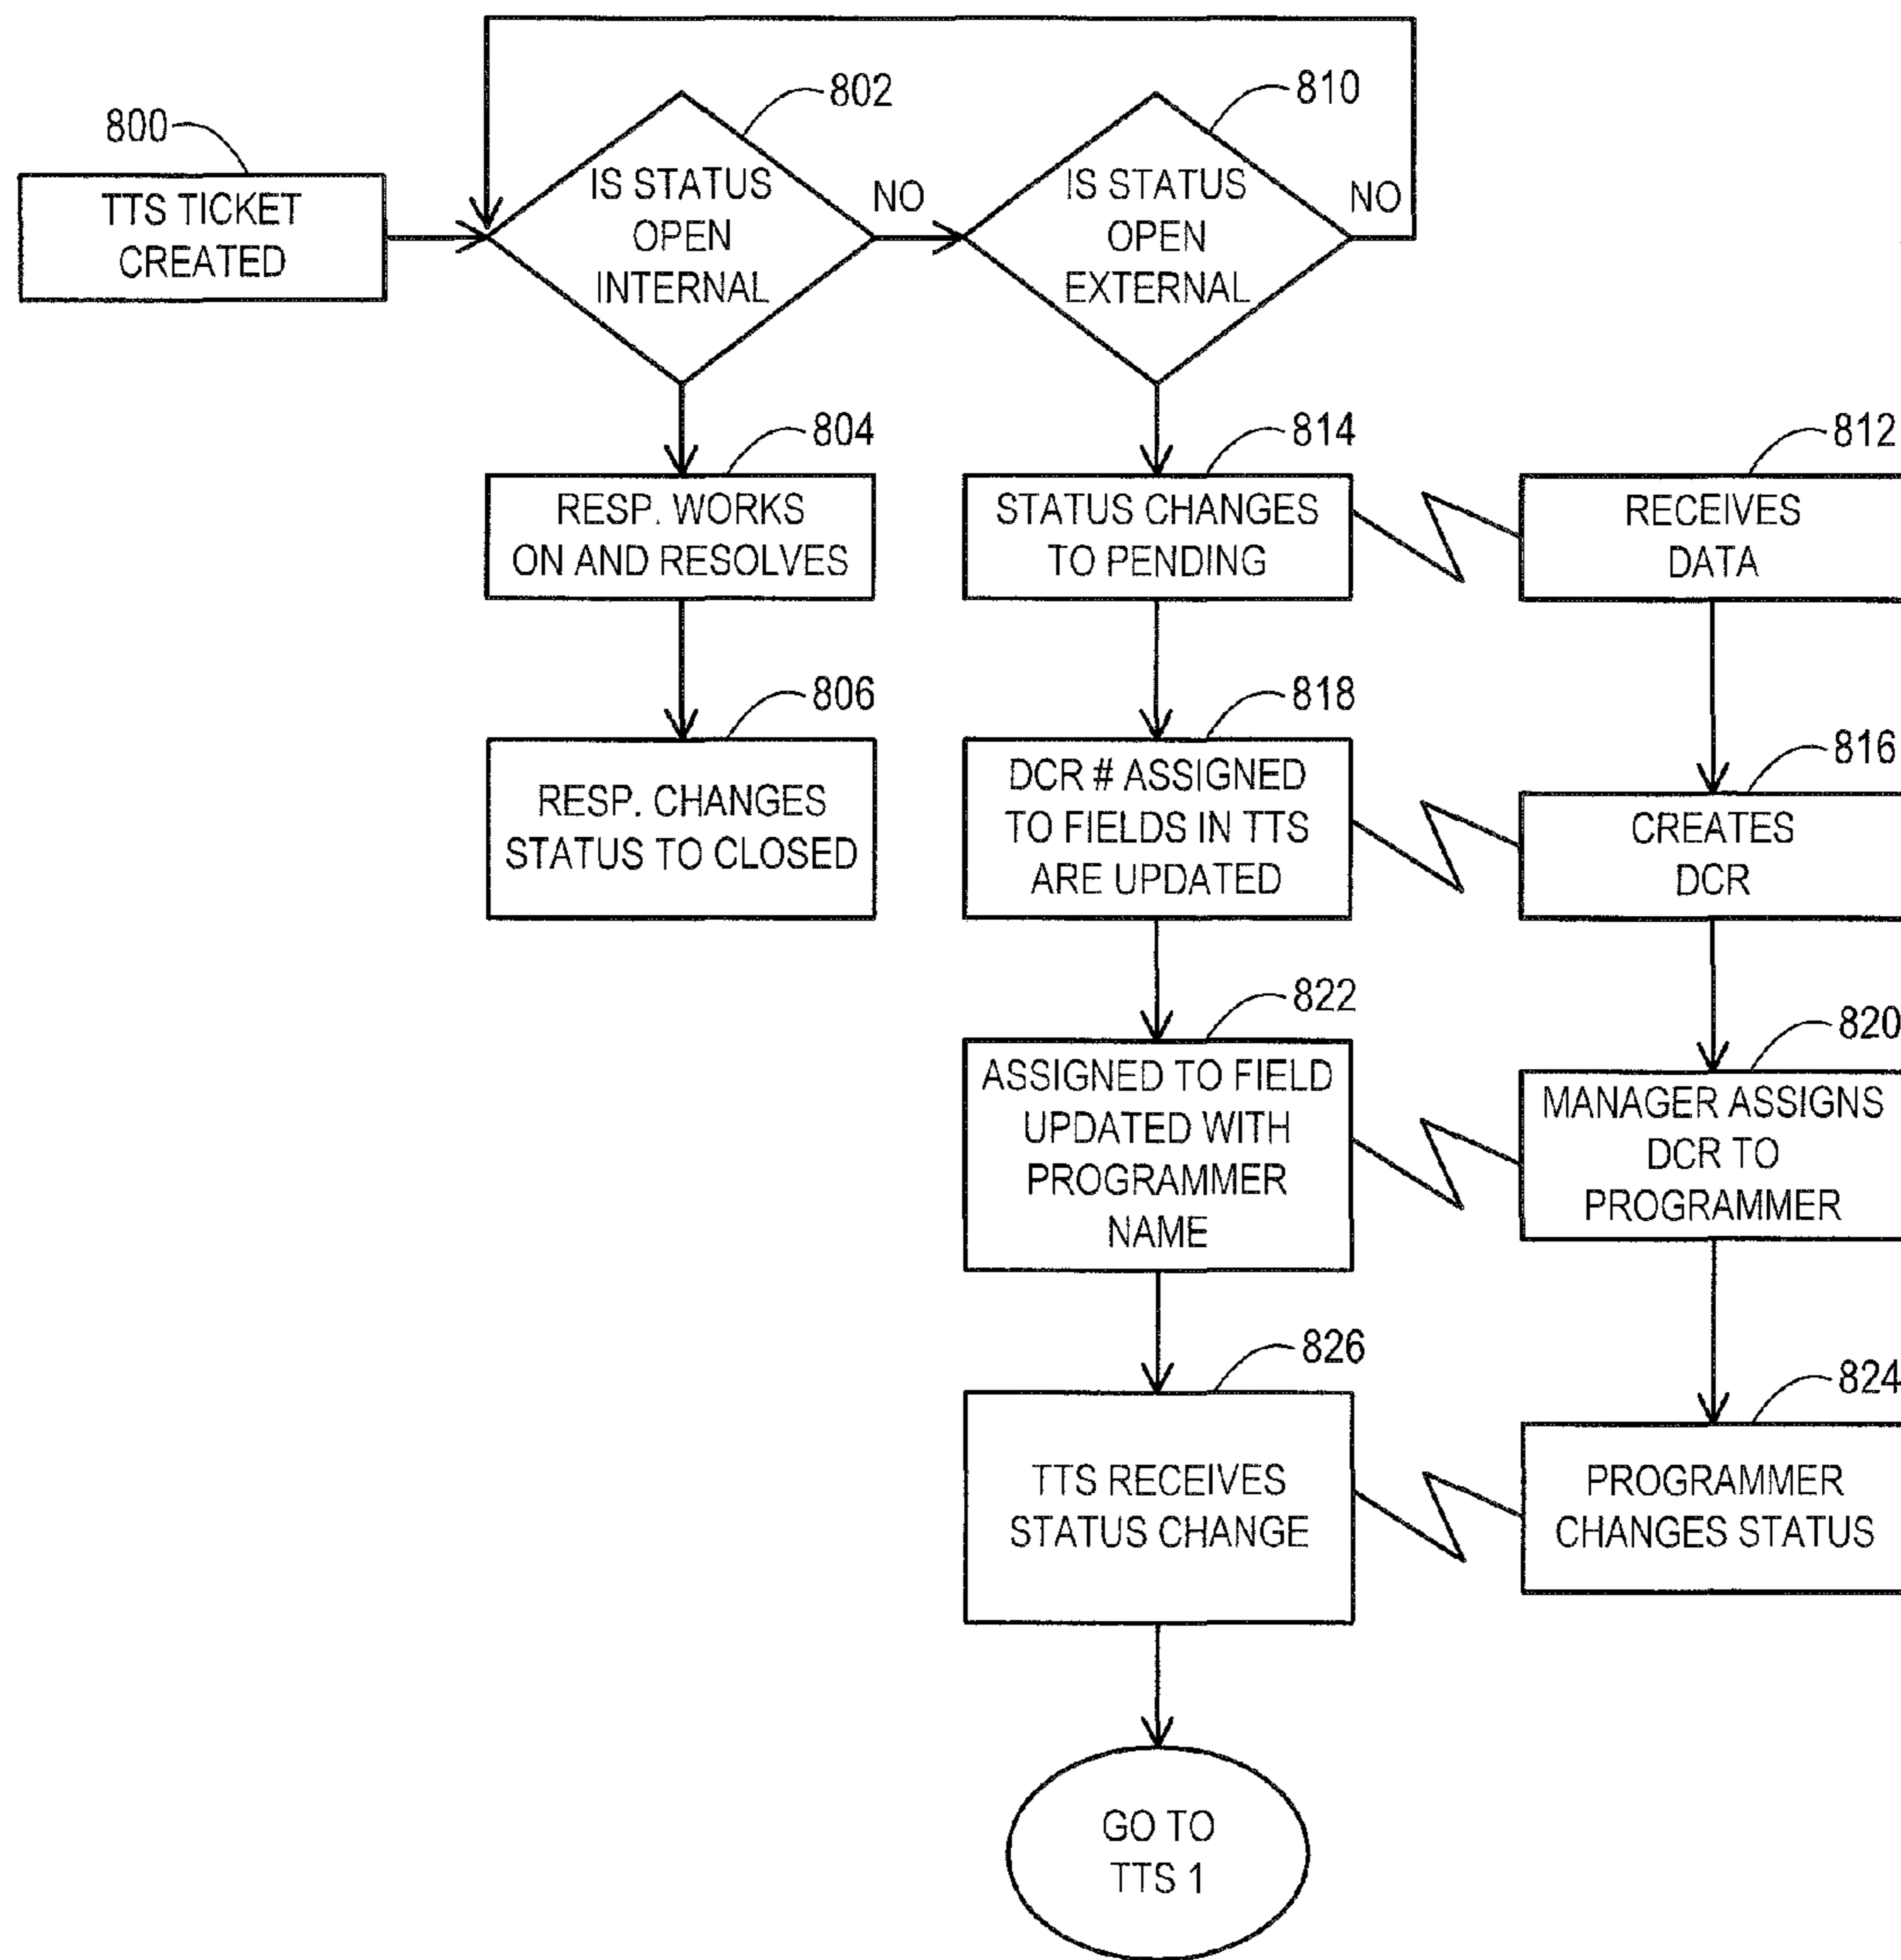 800
TTS TICKET
CREATED
802
IS STATUS
OPEN
INTERNAL
NO
810
IS STATUS
OPEN
EXTERNAL
NO
804
RESP. WORKS
ON AND RESOLVES
806
RESP. CHANGES
STATUS TO CLOSED
814
STATUS CHANGES
TO PENDING
812
RECEIVES
DATA
818
DCR # ASSIGNED
TO FIELDS IN TTS
ARE UPDATED
816
CREATES
DCR
822
ASSIGNED TO FIELD
UPDATED WITH
PROGRAMMER
NAME
820
MANAGER ASSIGNS
DCR TO
PROGRAMMER
826
TTS RECEIVES
STATUS CHANGE
824
PROGRAMMER
CHANGES STATUS
GO TO
TTS 1